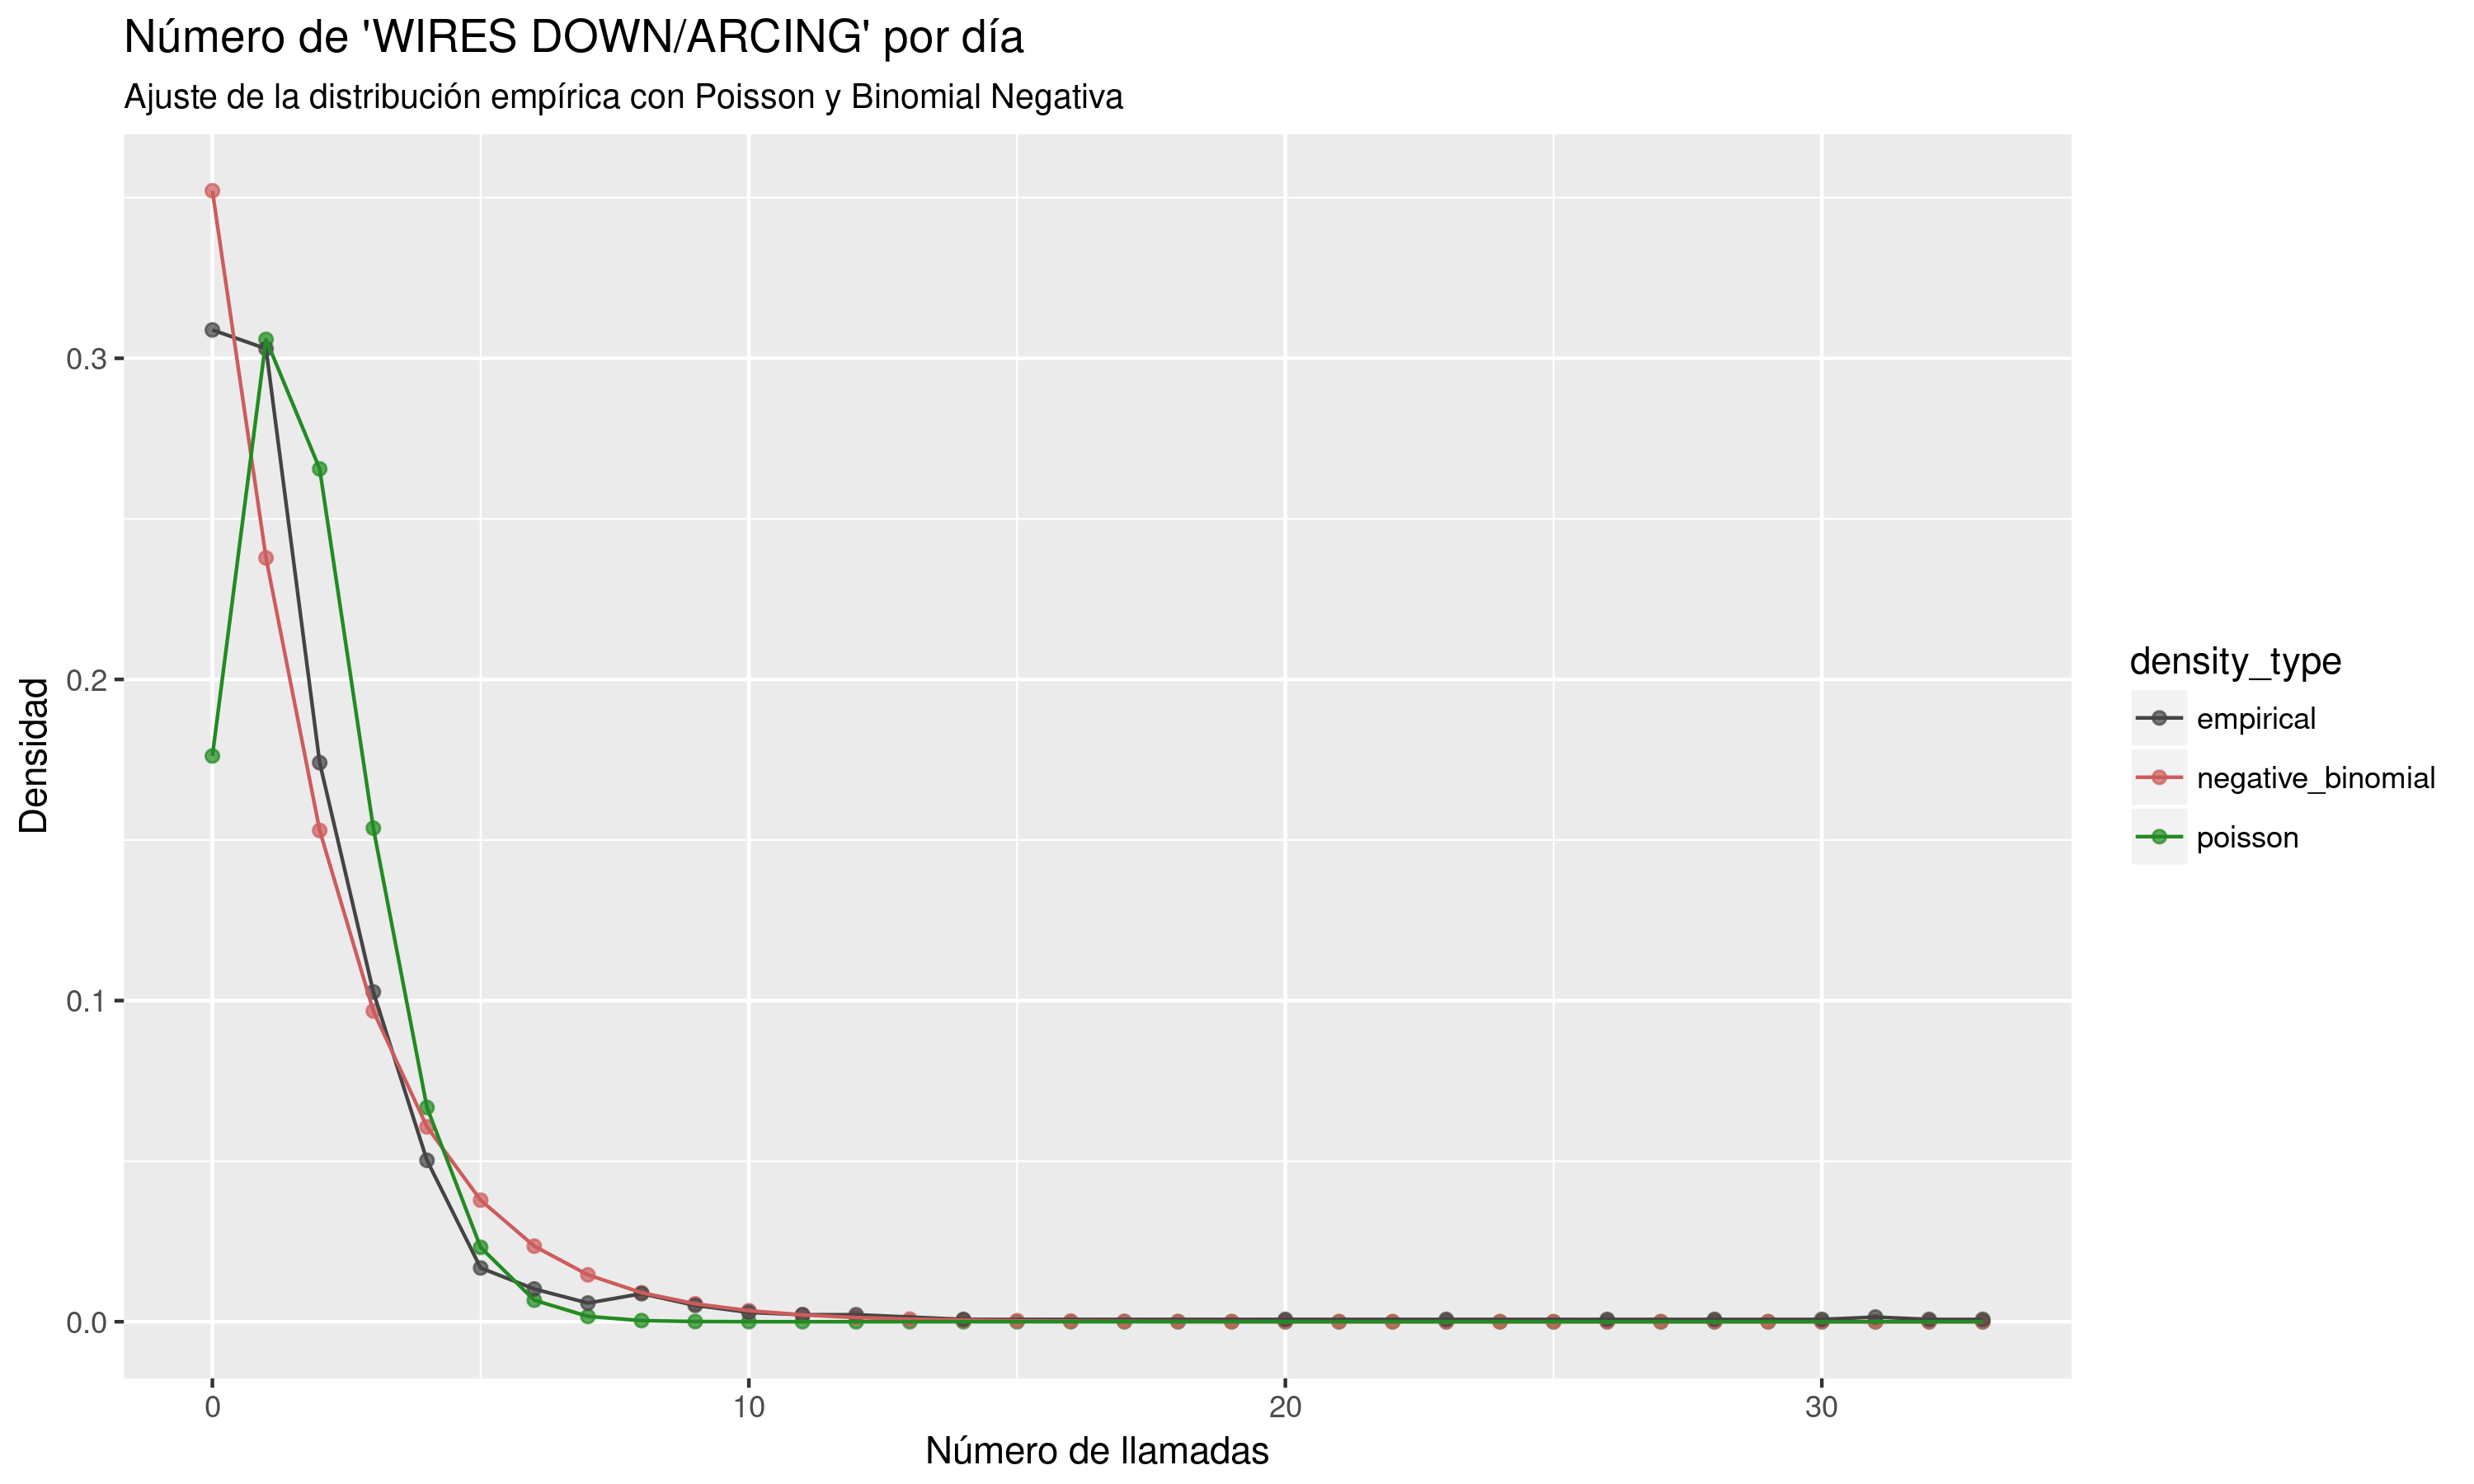 Número de 'WIRES DOWN/ARCING' por día
Ajuste de la distribución empírica con Poisson y Binomial Negativa
Densidad
0.3
0.2
0.1
0.0
0
10
20
30
Número de llamadas
density_type
empirical
negative_binomial
poisson